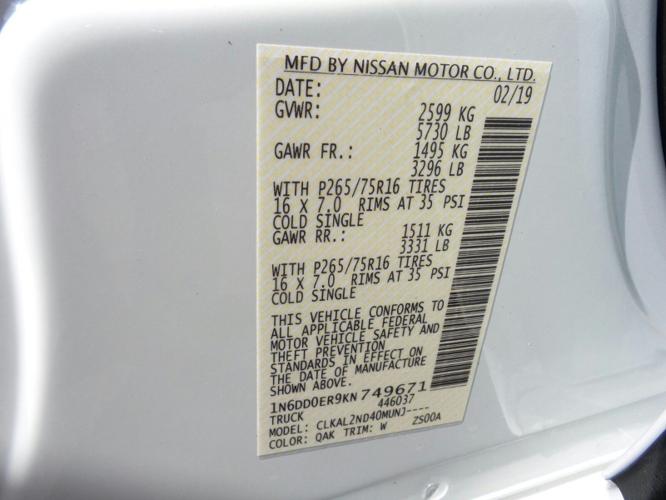 MFD BY NISSAN MOTOR CO., LTD.
DATE: 02/19
GVWR: 2599 KG
5730 LB
GAWR FR.: 1495 KG
3296 LB
WITH P265/75R16 TIRES
16 X 7.0 RIMS AT 35 PSI
COLD SINGLE
GAWR RR.: 1511 KG
3331 LB
WITH P265/75R16 TIRES
16 X 7.0 RIMS AT 35 PSI
COLD SINGLE
THIS VEHICLE CONFORMS TO
ALL APPLICABLE FEDERAL
MOTOR VEHICLE SAFETY AND
THEFT PREVENTION
STANDARDS IN EFFECT ON
THE DATE OF MANUFACTURE
SHOWN ABOVE.
1N6DD0ER9KN749671
TRUCK 446037
MODEL: CLKAL2ND40MUNJ----
COLOR: QAK TRIM: W ZS00A